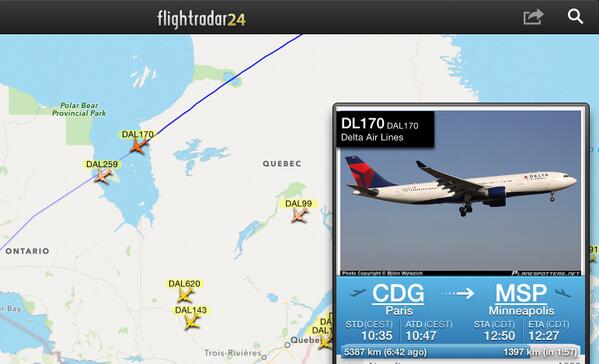 flightradar24
Polar Bear
Provincial Park
DAL170
DAL259
QUEBEC
DAL99
ONTARIO
DAL620
DAL143
Trois-Rivières
Quebec
DL170 DAL170
Delta Air Lines
DELTA
Photo Copyright © Björn Wylezich
PLANESPOTTERS.NET
CDG
MSP
Paris
Minneapolis
STD (CEST) ATD (CEST) STA (CDT) ETA (CDT)
10:35 10:47 12:50 12:27
5387 km (6:42 ago) 1397 km (in 1:57)